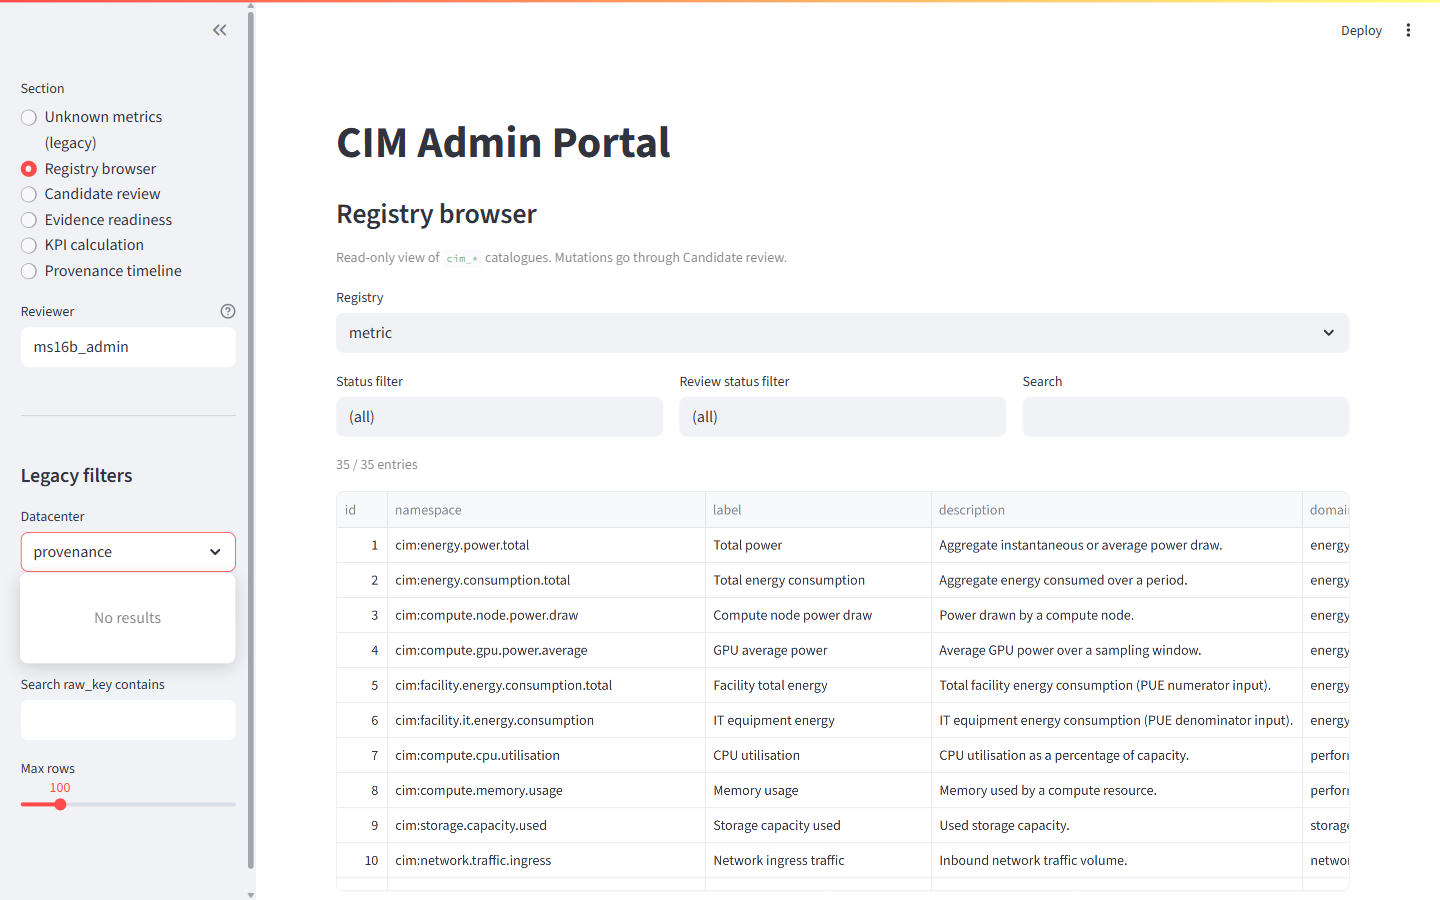 Deploy
Section
Unknown metrics
(legacy)
Registry browser
Candidate review
Evidence readiness
KPI calculation
Provenance timeline
Reviewer
ms16b_admin
Legacy filters
Datacenter
provenance
No results
Search raw_key contains
Max rows
100
CIM Admin Portal
Registry browser
Read-only view of cim_* catalogues. Mutations go through Candidate review.
Registry
metric
Status filter Review status filter Search
(all) (all)
35 / 35 entries
id namespace label description domain
1 cim:energy.power.total Total power Aggregate instantaneous or average power draw. energy
2 cim:energy.consumption.total Total energy consumption Aggregate energy consumed over a period. energy
3 cim:compute.node.power.draw Compute node power draw Power drawn by a compute node. energy
4 cim:compute.gpu.power.average GPU average power Average GPU power over a sampling window. energy
5 cim:facility.energy.consumption.total Facility total energy Total facility energy consumption (PUE numerator input). energy
6 cim:facility.it.energy.consumption IT equipment energy IT equipment energy consumption (PUE denominator input). energy
7 cim:compute.cpu.utilisation CPU utilisation CPU utilisation as a percentage of capacity. perfor
8 cim:compute.memory.usage Memory usage Memory used by a compute resource. perfor
9 cim:storage.capacity.used Storage capacity used Used storage capacity. storage
10 cim:network.traffic.ingress Network ingress traffic Inbound network traffic volume. netwo